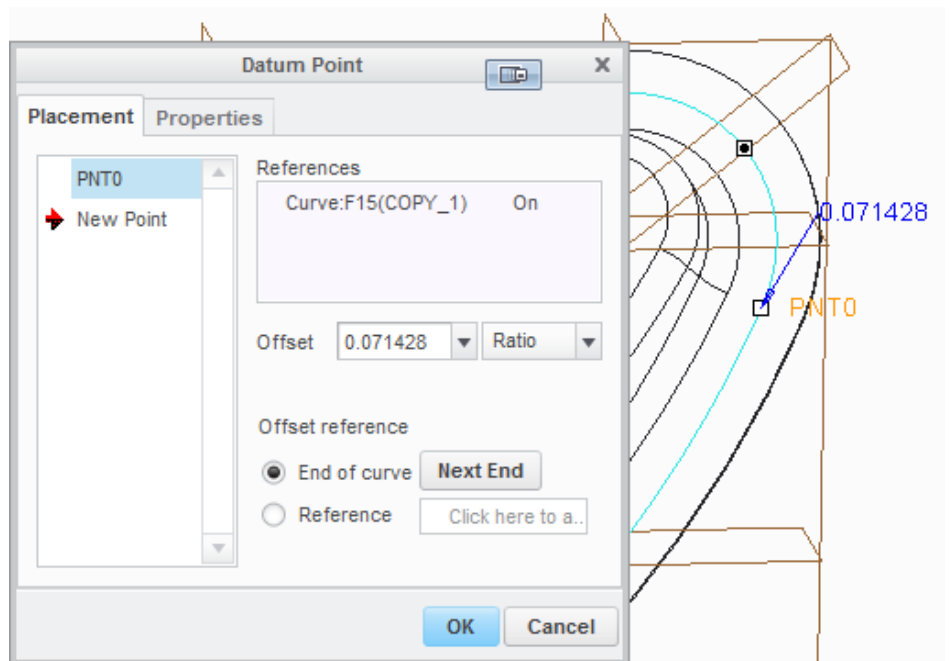 Datum Point
Placement Properties
PNT0
New Point
References
Curve:F15(COPY_1) On
Offset 0.071428 Ratio
Offset reference
End of curve Next End
Reference Click here to a..
OK Cancel
0.071428
PNT0